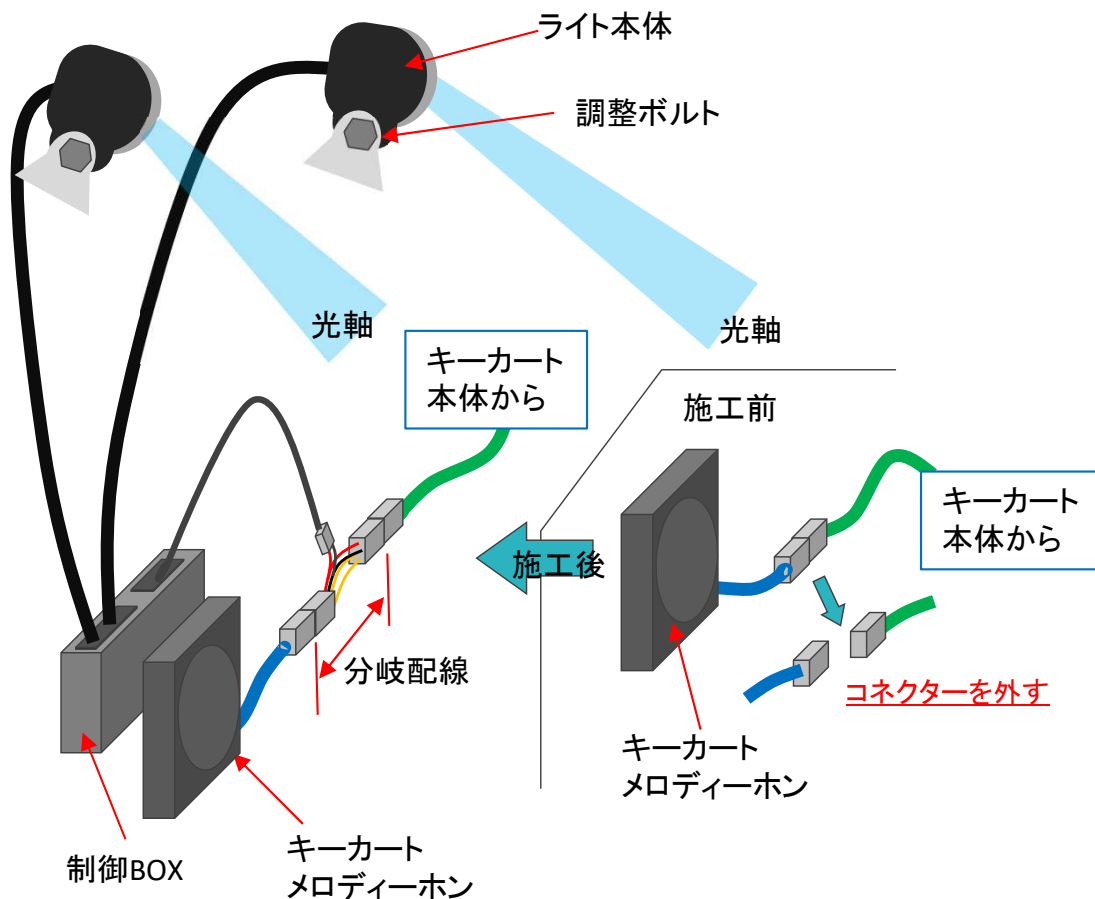 ライト本体
調整ボルト
光軸
光軸
キーカート
本体から
施工前
キーカート
本体から
施工後
分岐配線
コネクターを外す
キーカート
メロディーホン
制御BOX
キーカート
メロディーホン